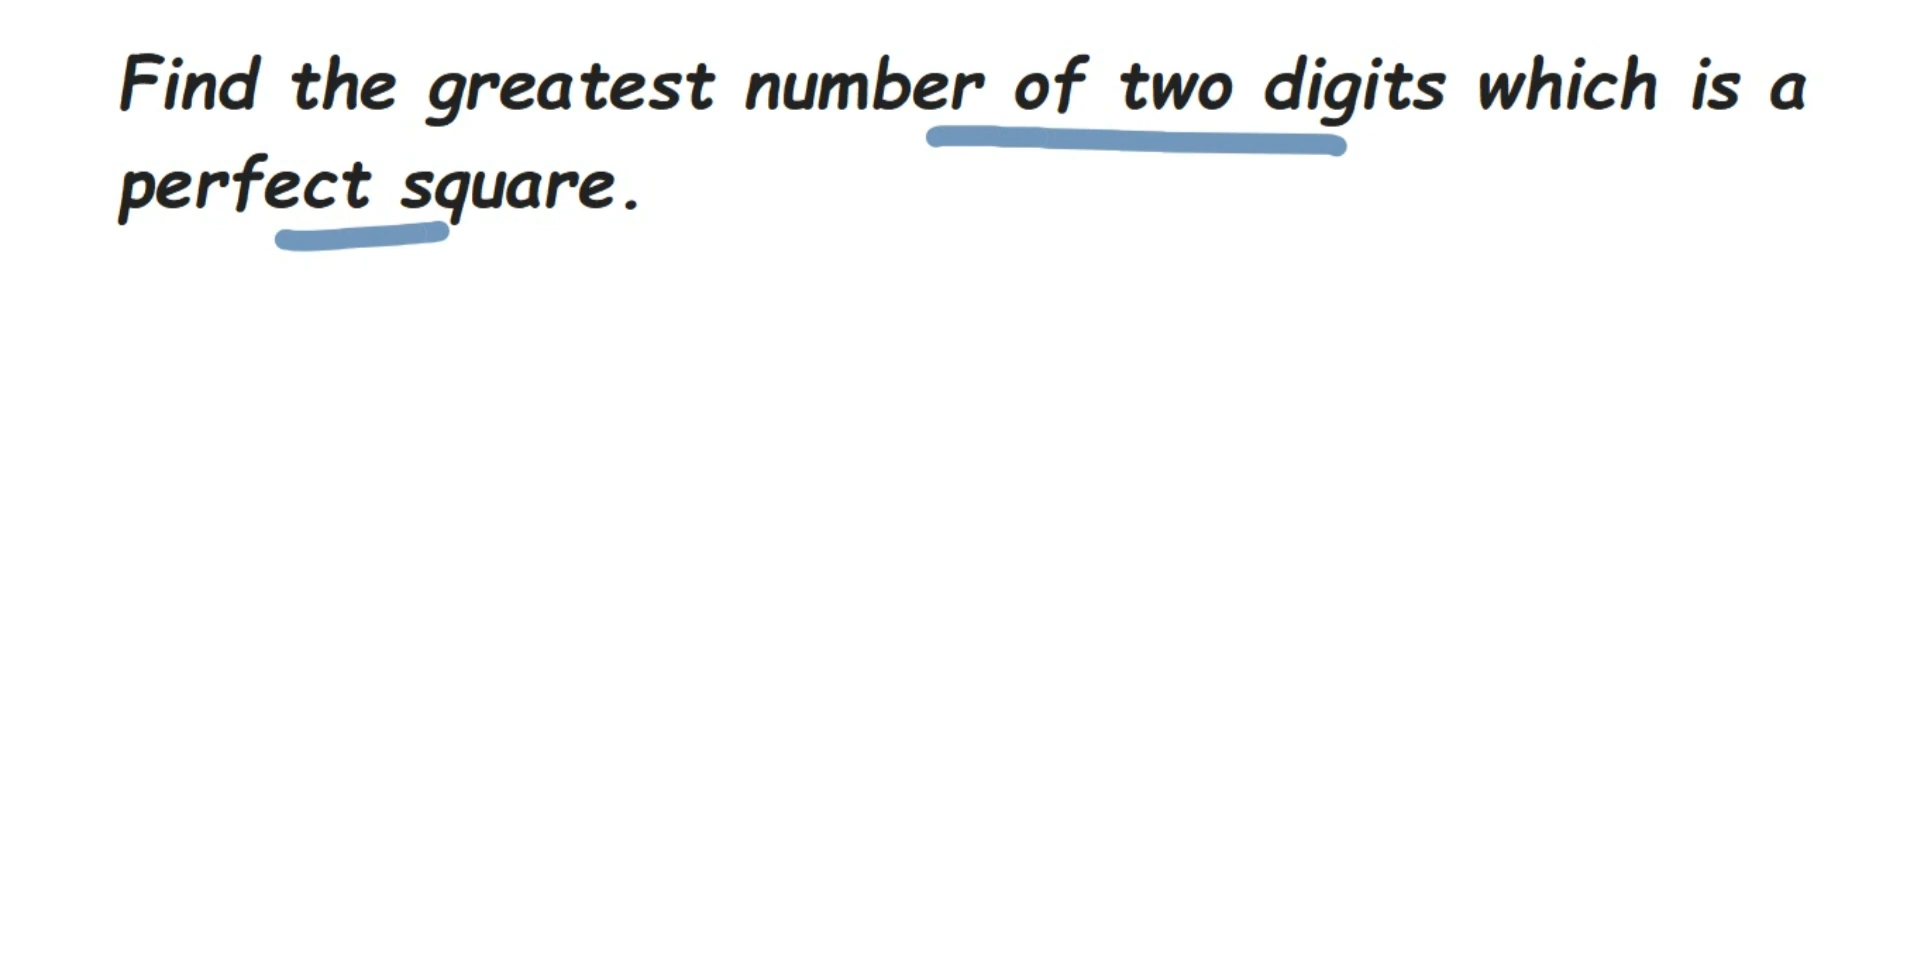 Find the greatest number of two digits which is a
perfect square.